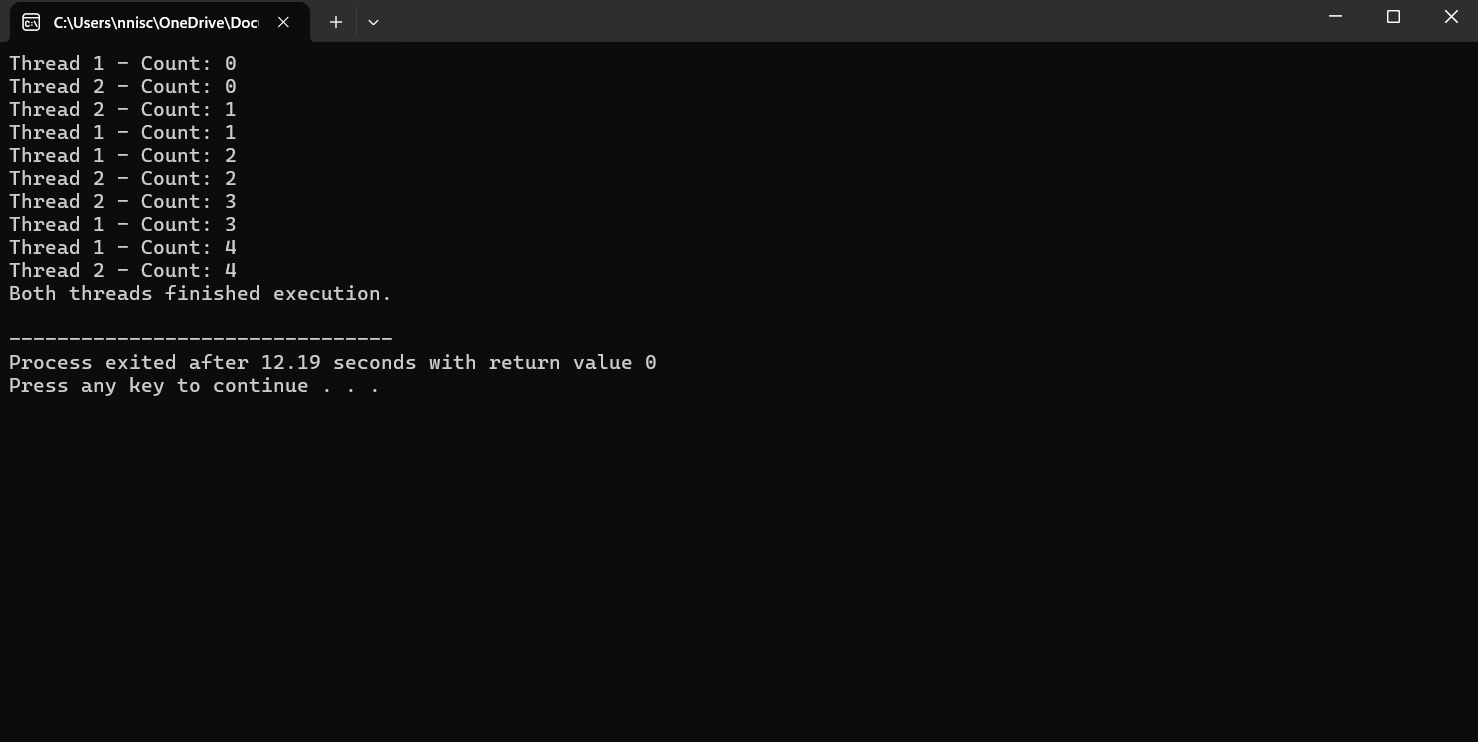 C:\Users\nnisc\OneDrive\Doc
Thread 1 - Count: 0
Thread 2 - Count: 0
Thread 2 - Count: 1
Thread 1 - Count: 1
Thread 1 - Count: 2
Thread 2 - Count: 2
Thread 2 - Count: 3
Thread 1 - Count: 3
Thread 1 - Count: 4
Thread 2 - Count: 4
Both threads finished execution.
--------------------------------
Process exited after 12.19 seconds with return value 0
Press any key to continue . . .